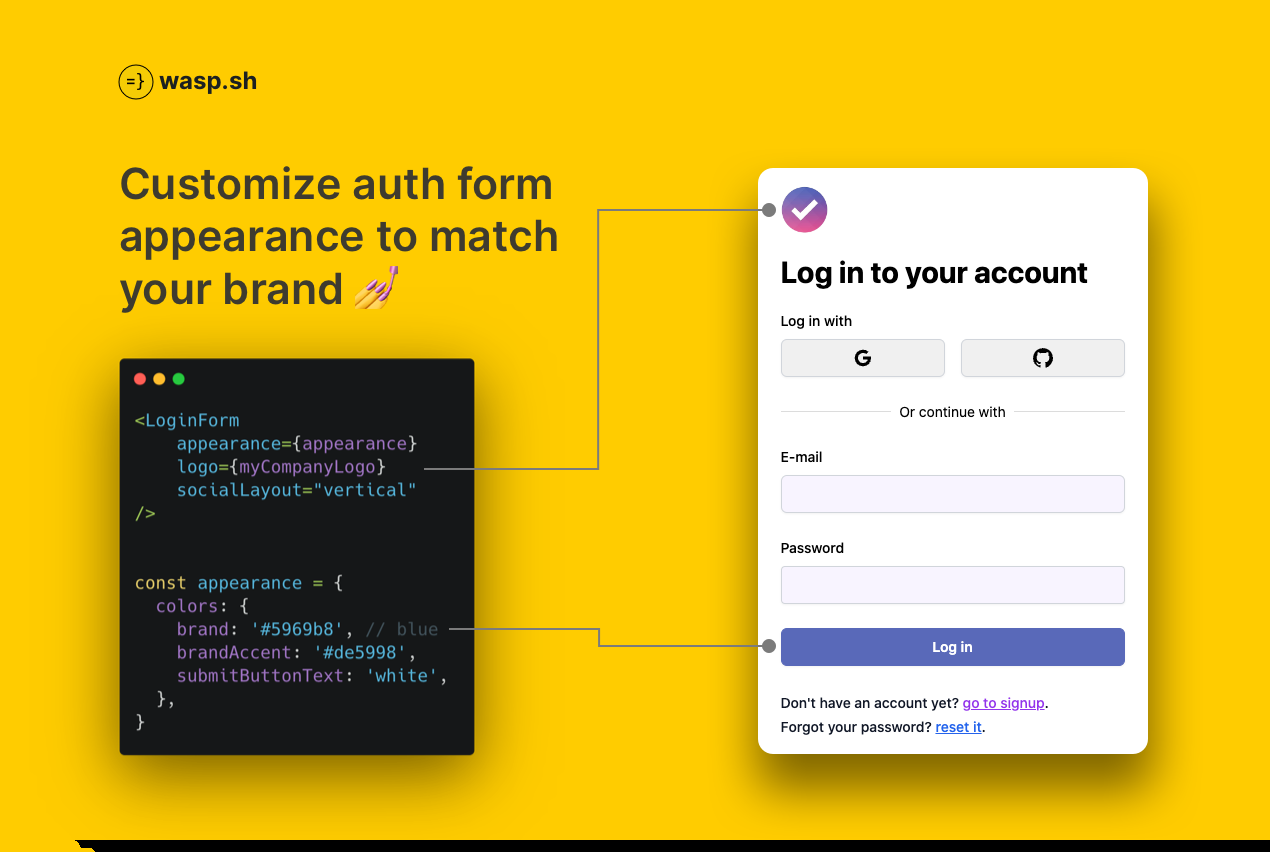 =} wasp.sh
Customize auth form
appearance to match
your brand 💅
<LoginForm
    appearance={appearance}
    logo={myCompanyLogo}
    socialLayout="vertical"
/>
const appearance = {
  colors: {
    brand: '#5969b8', // blue
    brandAccent: '#de5998',
    submitButtonText: 'white',
  },
}
Log in to your account
Log in with
G
Or continue with
E-mail
Password
Log in
Don't have an account yet? go to signup.
Forgot your password? reset it.